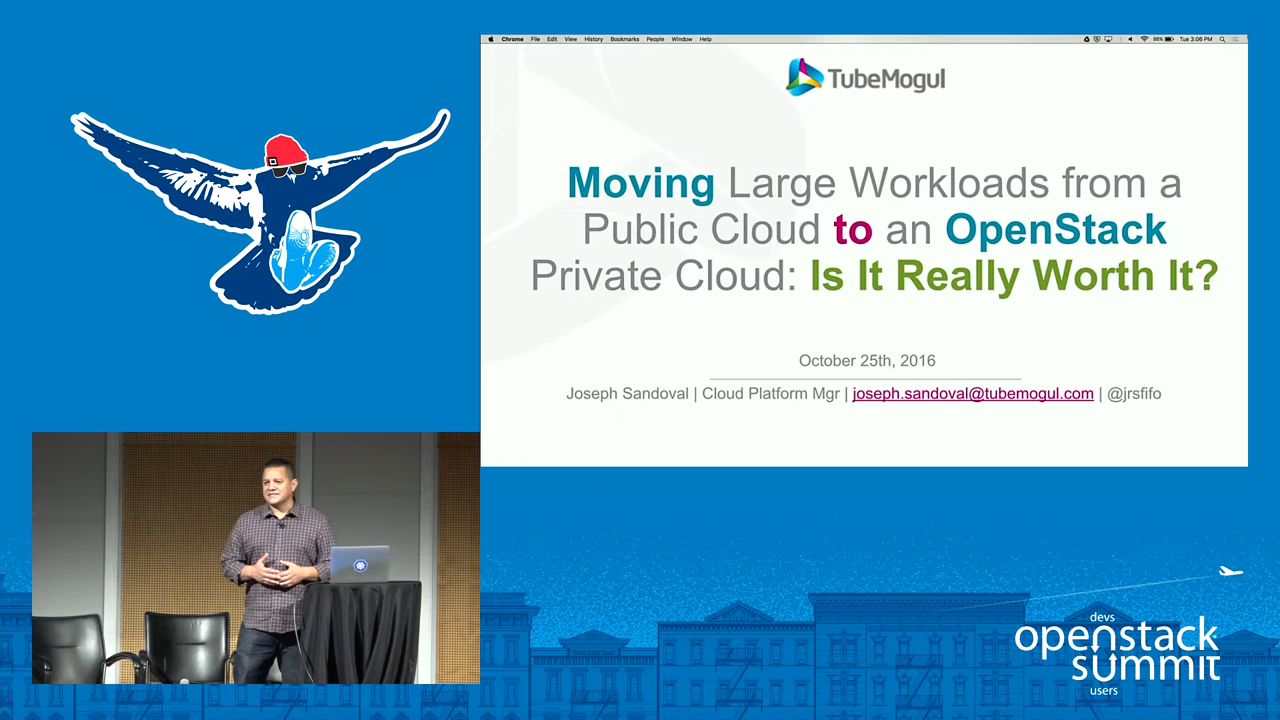 Chrome File Edit View History Bookmarks People Window Help
88% Tue 3:06 PM
TubeMogul
Moving Large Workloads from a
Public Cloud to an OpenStack
Private Cloud: Is It Really Worth It?
October 25th, 2016
Joseph Sandoval | Cloud Platform Mgr | joseph.sandoval@tubemogul.com | @jrsfifo
devs
openstack
summit
users